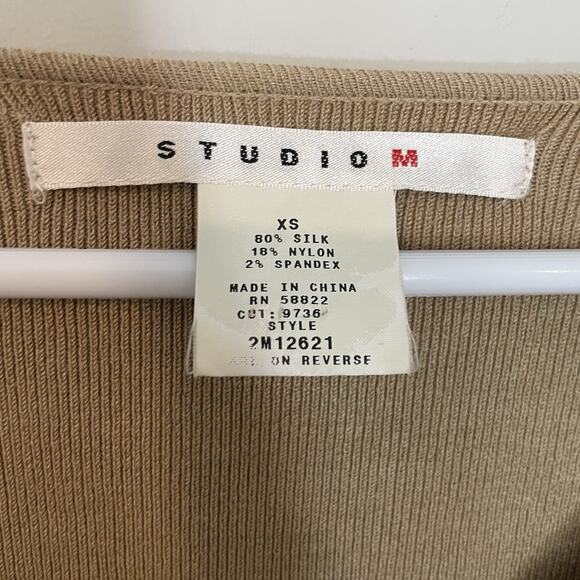 STUDIO M
XS
80% SILK
18% NYLON
2% SPANDEX
MADE IN CHINA
RN 58822
CUT: 9736
STYLE
2M12621
ON REVERSE